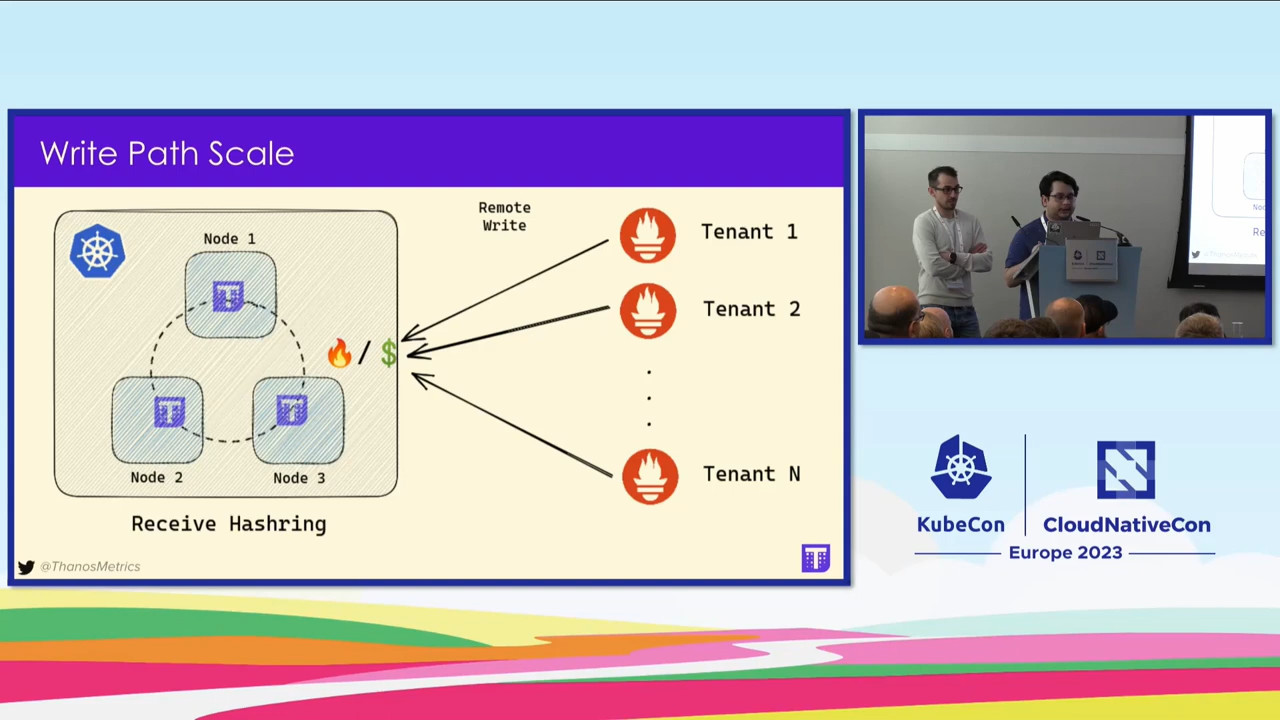 Write Path Scale
Remote
Write
Node 1
Tenant 1
Tenant 2
🔥/ $
.
.
.
Tenant N
Node 2
Node 3
Receive Hashring
@ThanosMetrics
KubeCon
CloudNativeCon
Europe 2023